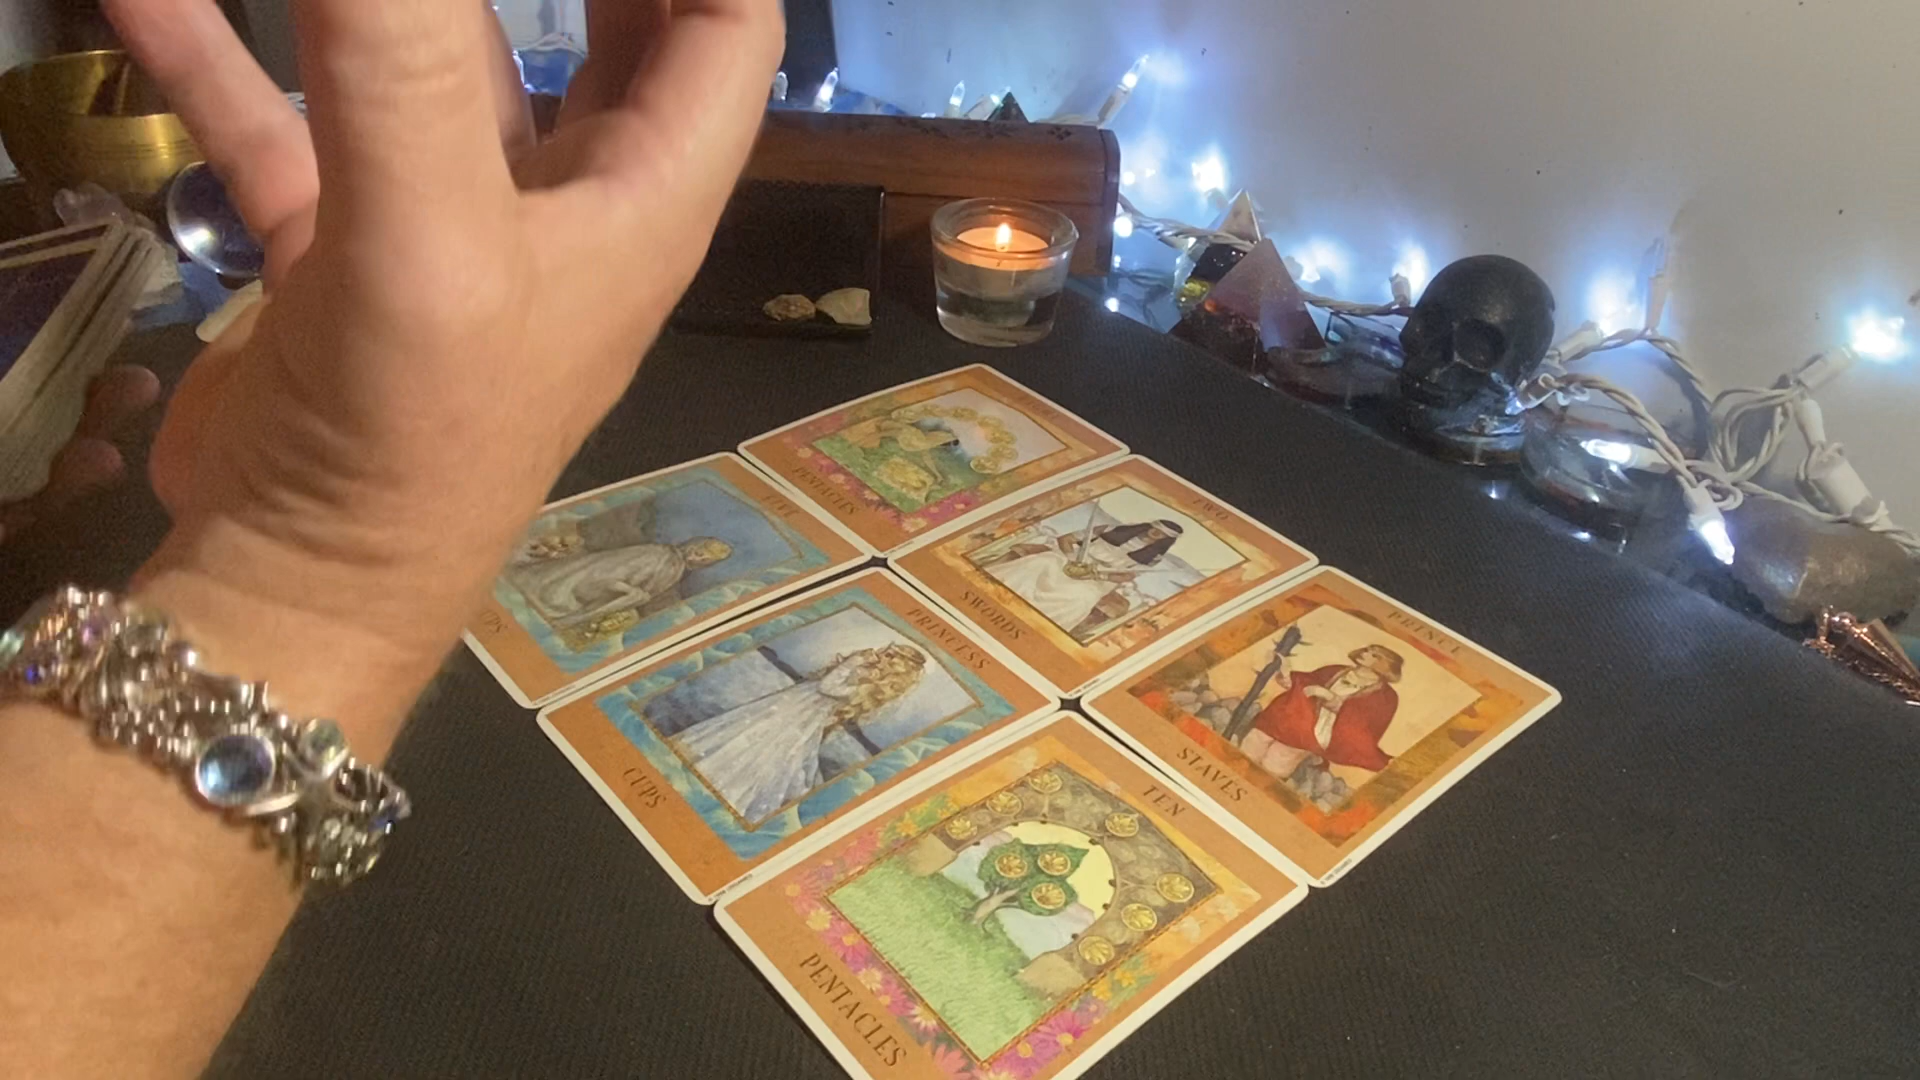 PENTACLES
FIVE
TWO
SWORDS
PRINCESS
CUPS
PRINCE
STAVES
TEN
PENTACLES